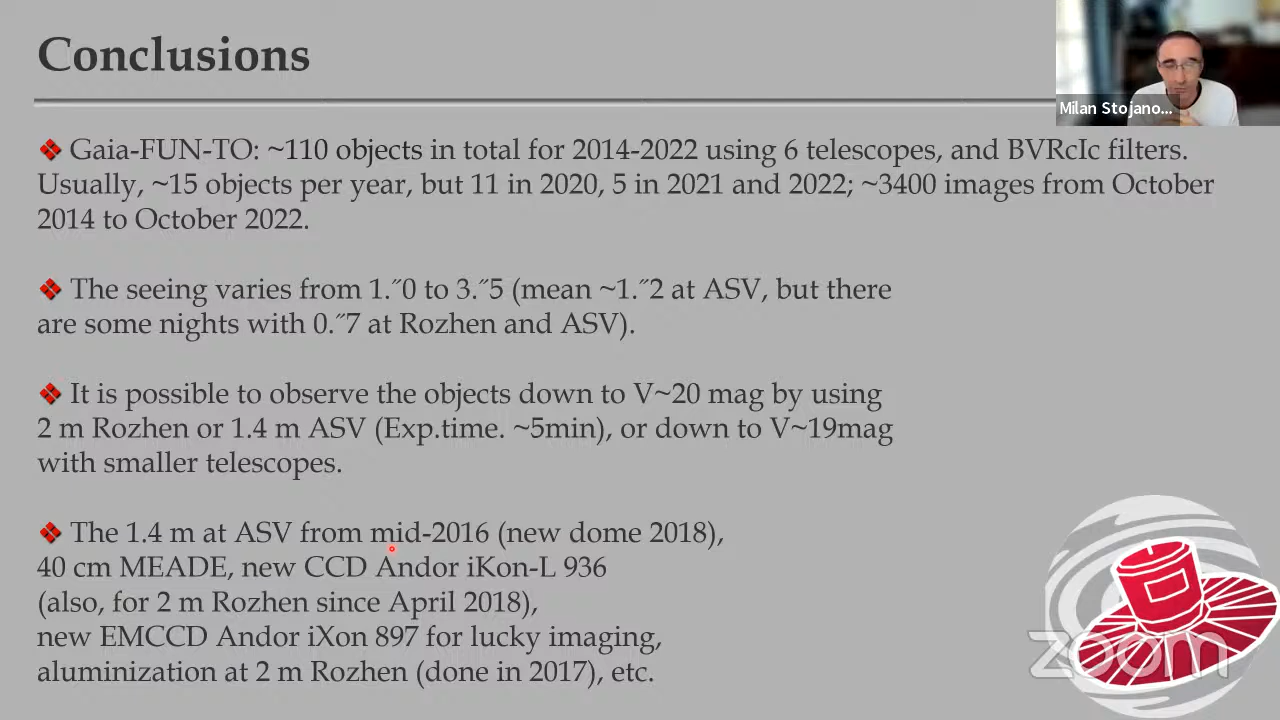 Conclusions
Milan Stojano...
❖ Gaia-FUN-TO: ~110 objects in total for 2014-2022 using 6 telescopes, and BVRcIc filters.
Usually, ~15 objects per year, but 11 in 2020, 5 in 2021 and 2022; ~3400 images from October
2014 to October 2022.
❖ The seeing varies from 1.˝0 to 3.˝5 (mean ~1.˝2 at ASV, but there
are some nights with 0.˝7 at Rozhen and ASV).
❖ It is possible to observe the objects down to V~20 mag by using
2 m Rozhen or 1.4 m ASV (Exp.time. ~5min), or down to V~19mag
with smaller telescopes.
❖ The 1.4 m at ASV from mid-2016 (new dome 2018),
40 cm MEADE, new CCD Andor iKon-L 936
(also, for 2 m Rozhen since April 2018),
new EMCCD Andor iXon 897 for lucky imaging,
aluminization at 2 m Rozhen (done in 2017), etc.
zoom